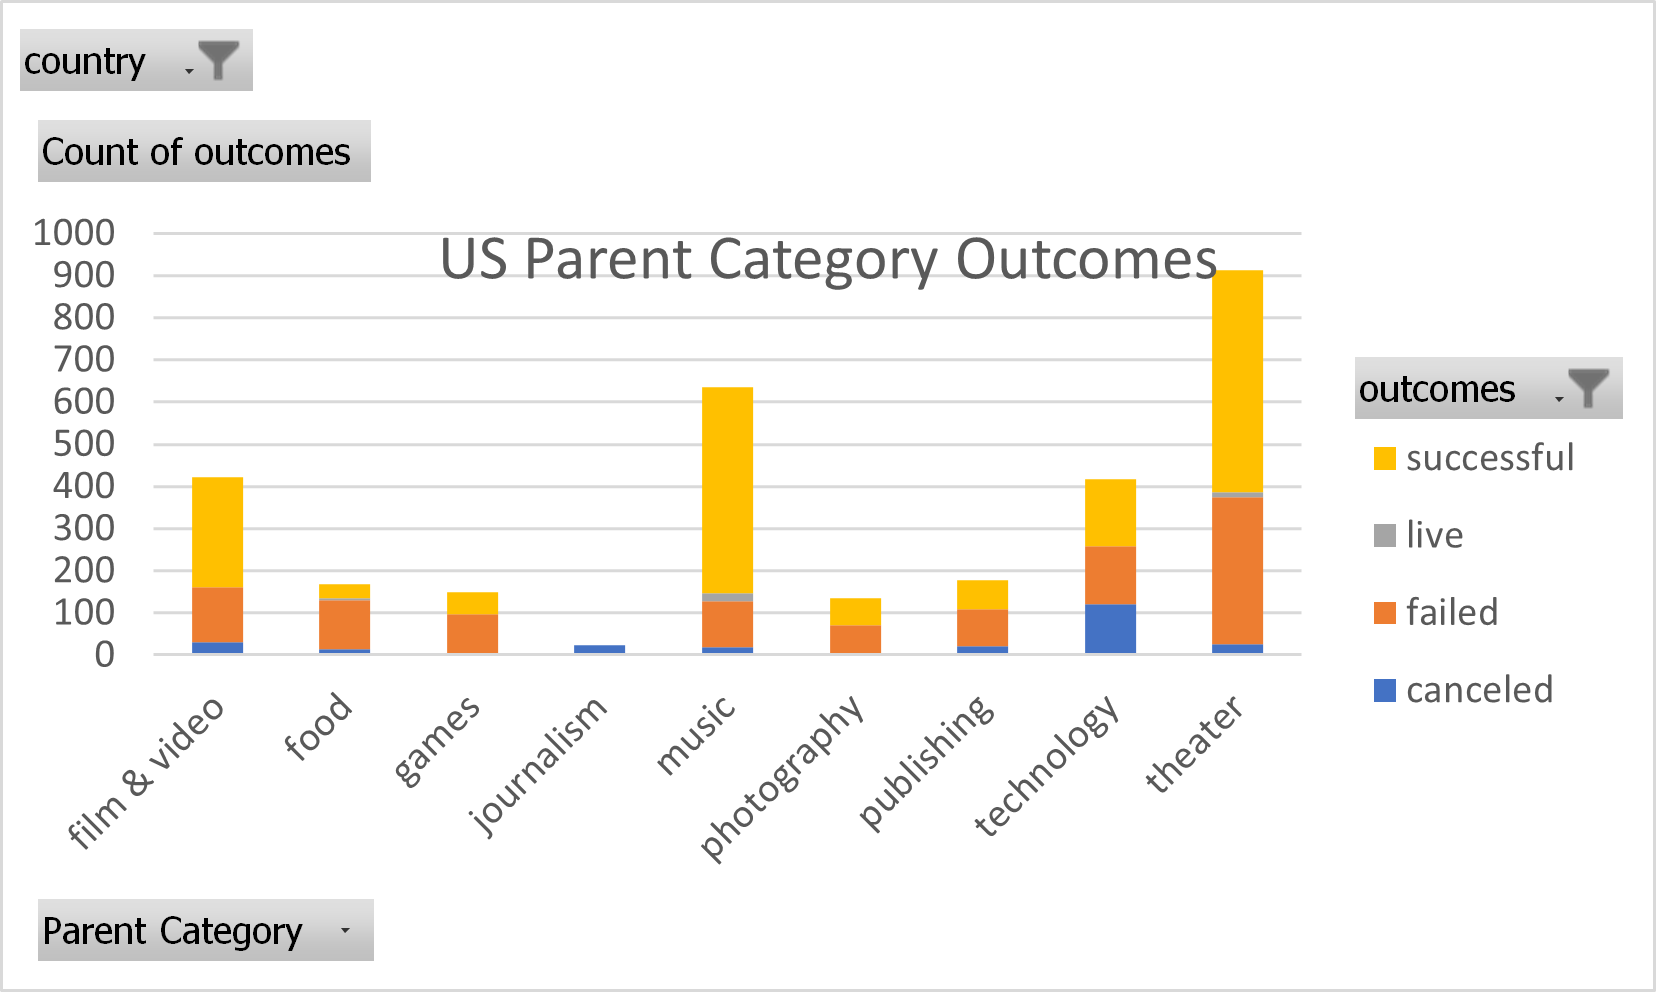 country
Count of outcomes
US Parent Category Outcomes
1000
900
800
700
600
500
400
300
200
100
0
film & video
food
games
journalism
music
photography
publishing
technology
theater
outcomes
successful
live
failed
canceled
Parent Category